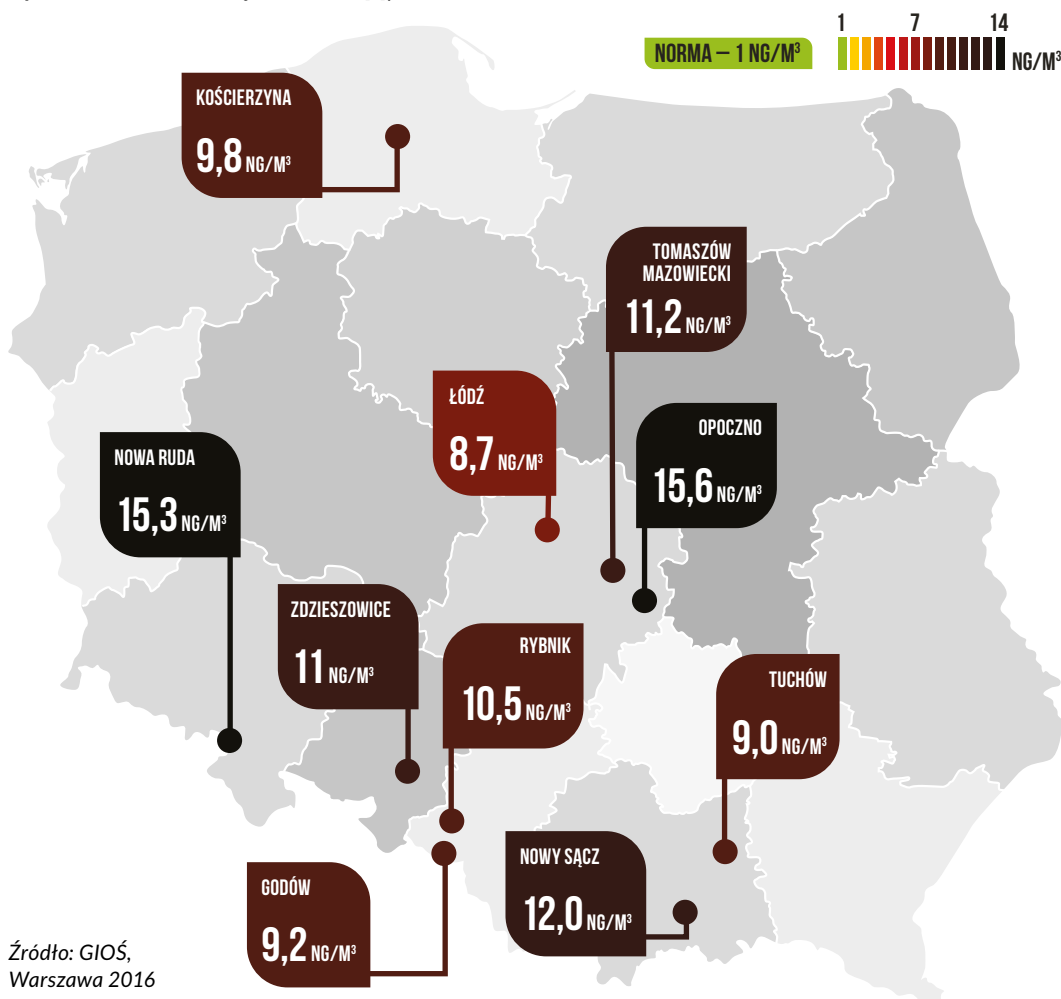 1 7 14
NORMA – 1 NG/M³
NG/M³
KOŚCIERZYNA
9,8 NG/M³
TOMASZÓW
MAZOWIECKI
11,2 NG/M³
ŁÓDŹ
8,7 NG/M³
OPOCZNO
15,6 NG/M³
NOWA RUDA
15,3 NG/M³
ZDZIESZOWICE
11 NG/M³
RYBNIK
10,5 NG/M³
TUCHÓW
9,0 NG/M³
NOWY SĄCZ
12,0 NG/M³
GODÓW
9,2 NG/M³
Źródło: GIOŚ,
Warszawa 2016